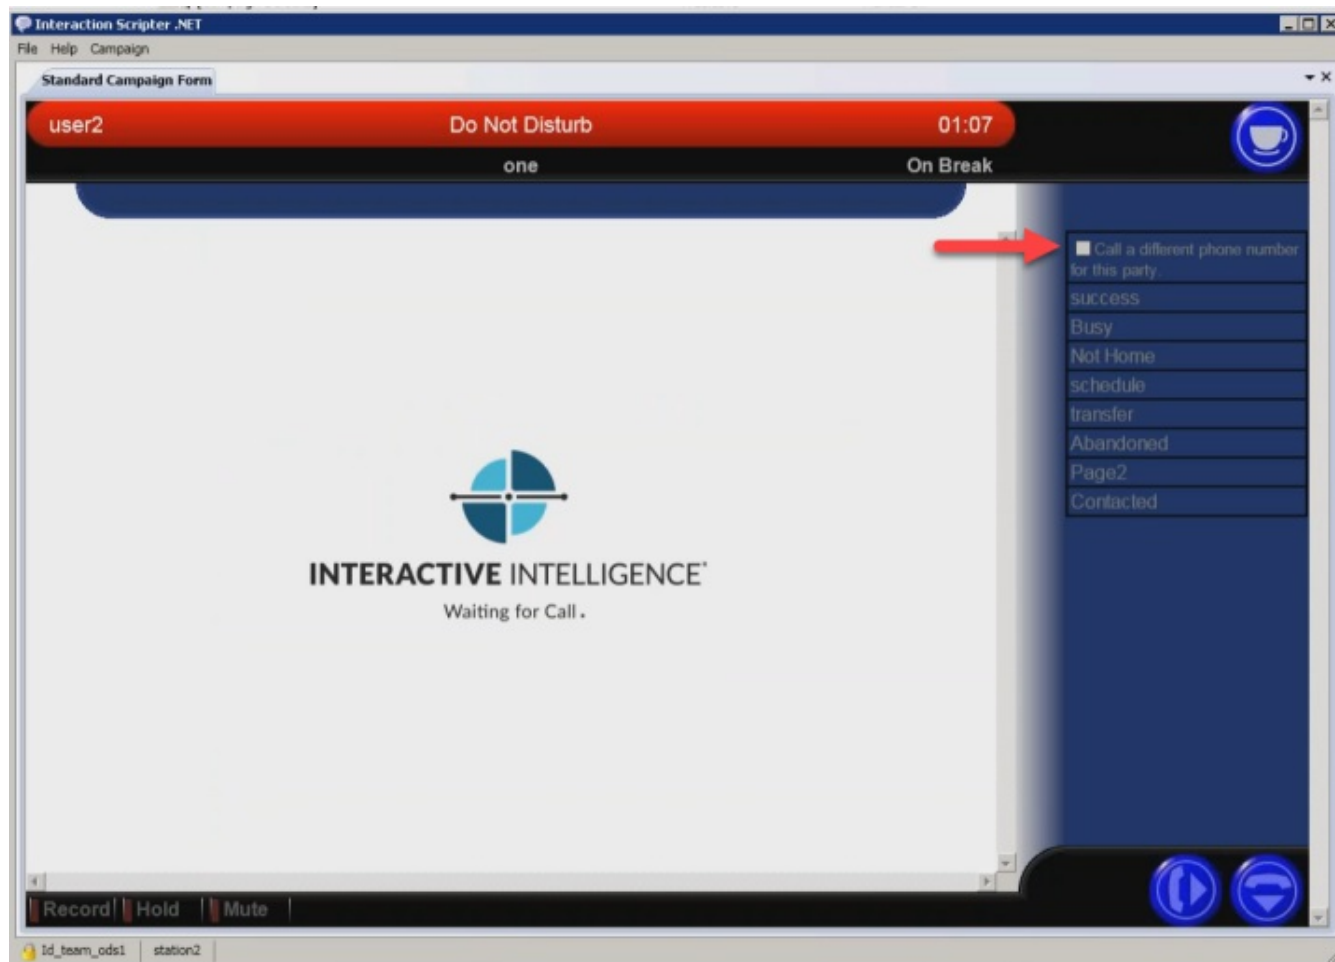 Interaction Scripter .NET
File Help Campaign
Standard Campaign Form
user2 Do Not Disturb 01:07
one On Break
Call a different phone number
for this party.
success
Busy
Not Home
schedule
transfer
Abandoned
Page2
Contacted
INTERACTIVE INTELLIGENCE
Waiting for Call .
Record Hold Mute
Id_team_ods1 station2